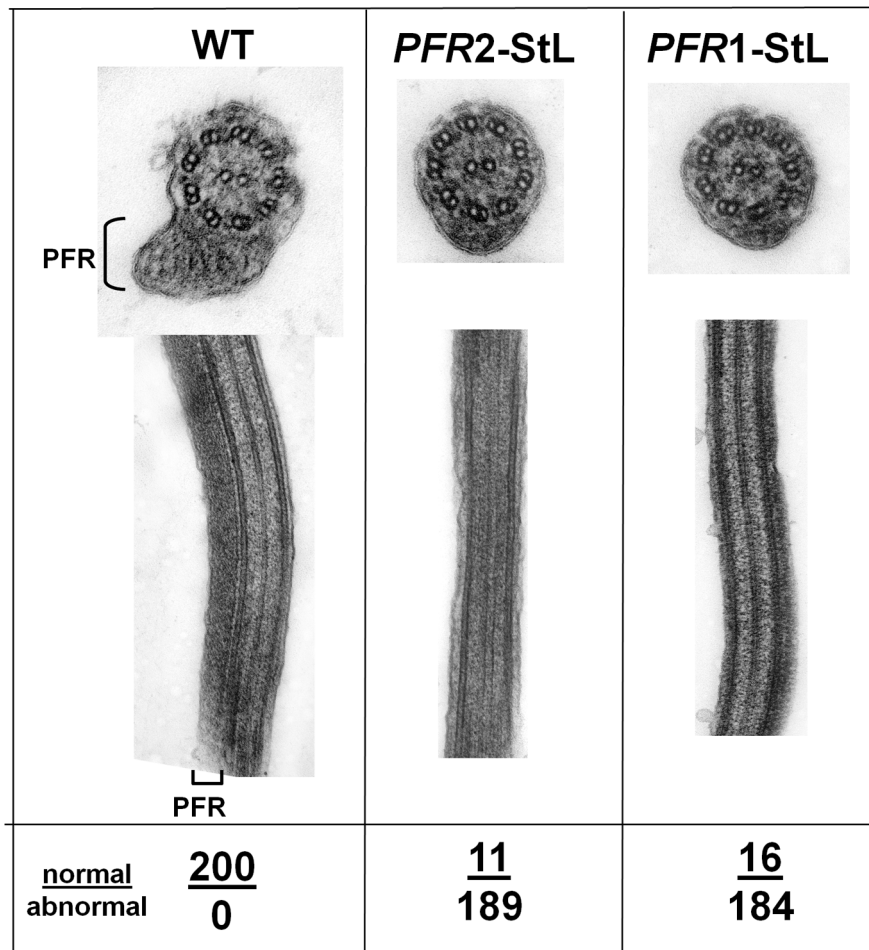 WT
PFR2-StL
PFR1-StL
PFR
PFR
normal
abnormal
200
0
11
189
16
184